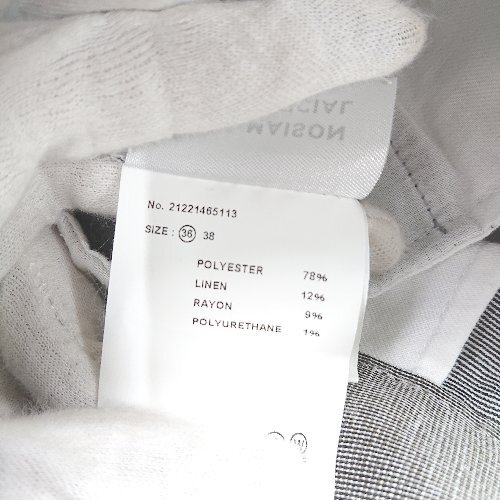 MAISON
No. 21221465113
SIZE : 36 38
POLYESTER 78%
LINEN 12%
RAYON 9%
POLYURETHANE 1%
W